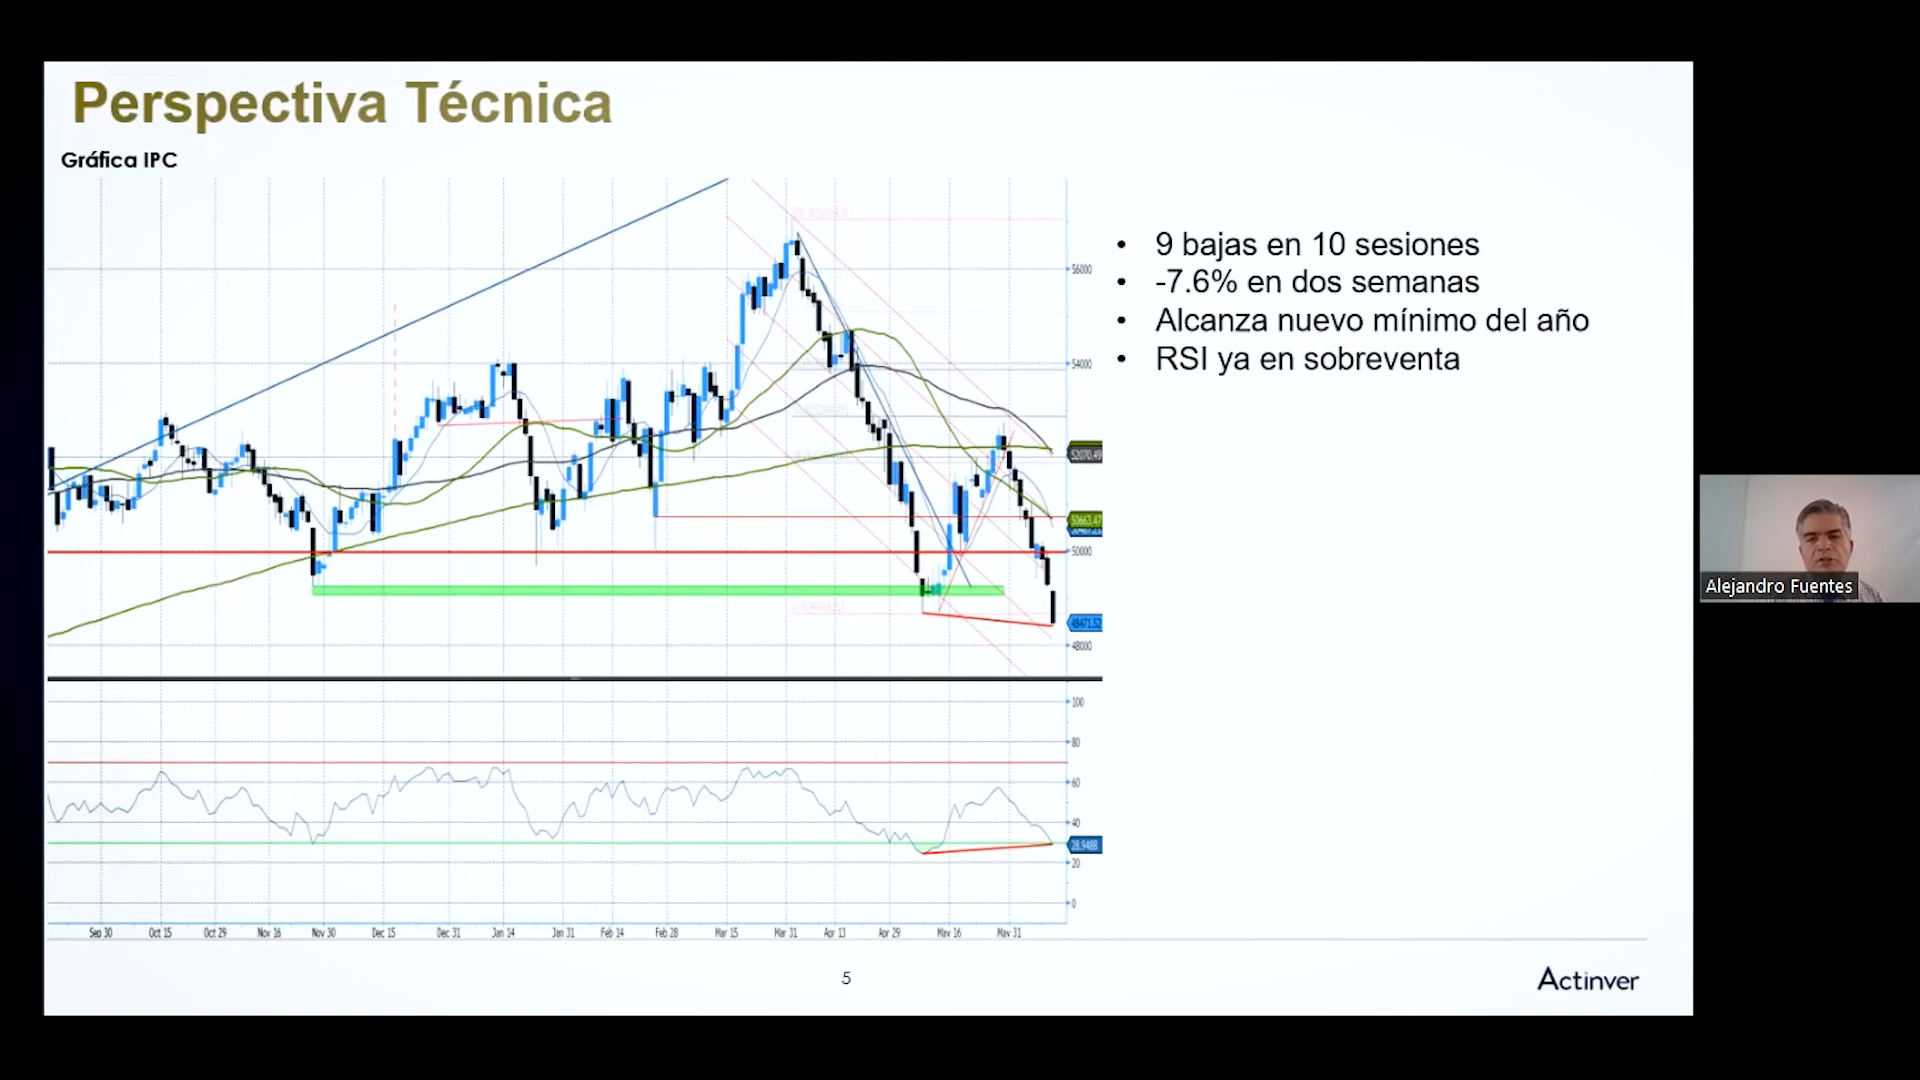 Perspectiva Técnica
Gráfica IPC
• 9 bajas en 10 sesiones
• -7.6% en dos semanas
• Alcanza nuevo mínimo del año
• RSI ya en sobreventa
56000
54000
52070.49
50663.47
50000
48471.52
48000
100
80
60
40
28.9488
20
0
Sep 30 Oct 15 Oct 29 Nov 16 Nov 30 Dec 15 Dec 31 Jan 14 Jan 31 Feb 14 Feb 28 Mar 15 Mar 31 Apr 13 Apr 29 May 16 May 31
5
Actinver
Alejandro Fuentes